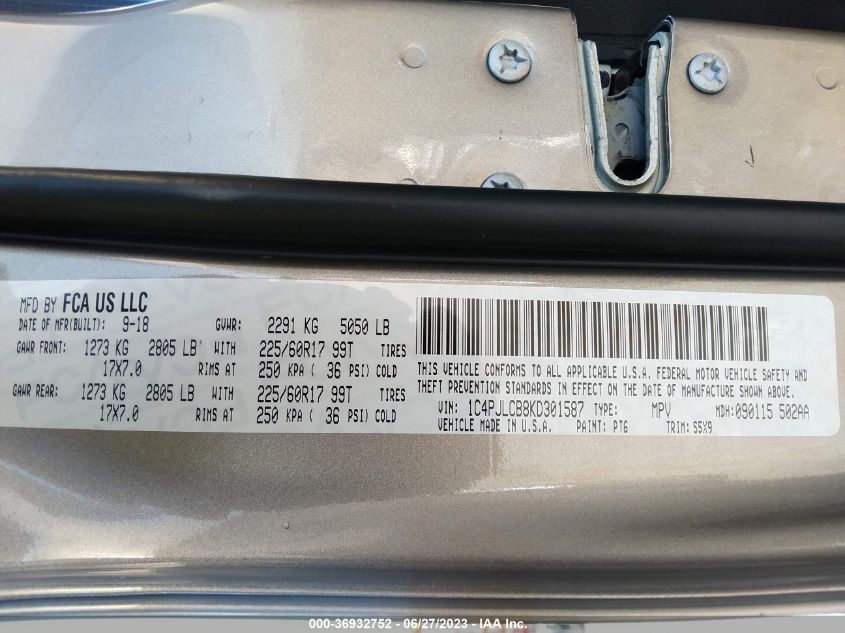 MFD BY FCA US LLC
DATE OF MFR(BUILT): 9-18 GVWR: 2291 KG 5050 LB
GAWR FRONT: 1273 KG 2805 LB WITH 225/60R17 99T TIRES
17X7.0 RIMS AT 250 KPA ( 36 PSI) COLD
GAWR REAR: 1273 KG 2805 LB WITH 225/60R17 99T TIRES
17X7.0 RIMS AT 250 KPA ( 36 PSI) COLD
THIS VEHICLE CONFORMS TO ALL APPLICABLE U.S.A. FEDERAL MOTOR VEHICLE SAFETY AND
THEFT PREVENTION STANDARDS IN EFFECT ON THE DATE OF MANUFACTURE SHOWN ABOVE.
VIN: 1C4PJLCB8KD301587 TYPE: MPV MDH:090115 502AA
VEHICLE MADE IN U.S.A. PAINT: PTG TRIM: S5X9
000-36932752 - 06/27/2023 - IAAI.COM